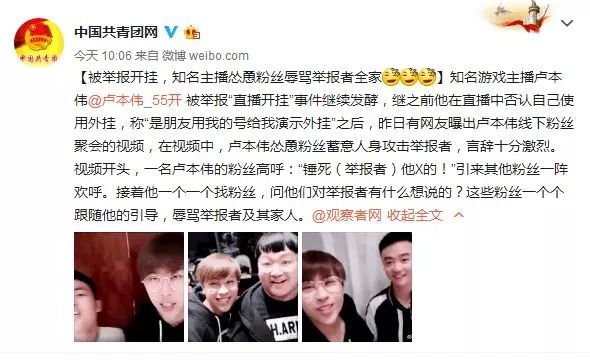 中国共青团网
今天 10:06 来自 微博 weibo.com
【被举报开挂，知名主播怂恿粉丝辱骂举报者全家】知名游戏主播卢本
伟@卢本伟_55开 被举报“直播开挂”事件继续发酵，继之前他在直播中否认自己使
用外挂，称“是朋友用我的号给我演示外挂”之后，昨日有网友曝出卢本伟线下粉丝
聚会的视频，在视频中，卢本伟怂恿粉丝蓄意人身攻击举报者，言辞十分激烈。
视频开头，一名卢本伟的粉丝高呼：“锤死（举报者）他X的！”引来其他粉丝一阵
欢呼。接着他一个一个找粉丝，问他们对举报者有什么想说的？这些粉丝一个个
跟随他的引导，辱骂举报者及其家人。@观察者网 收起全文
H.ARI